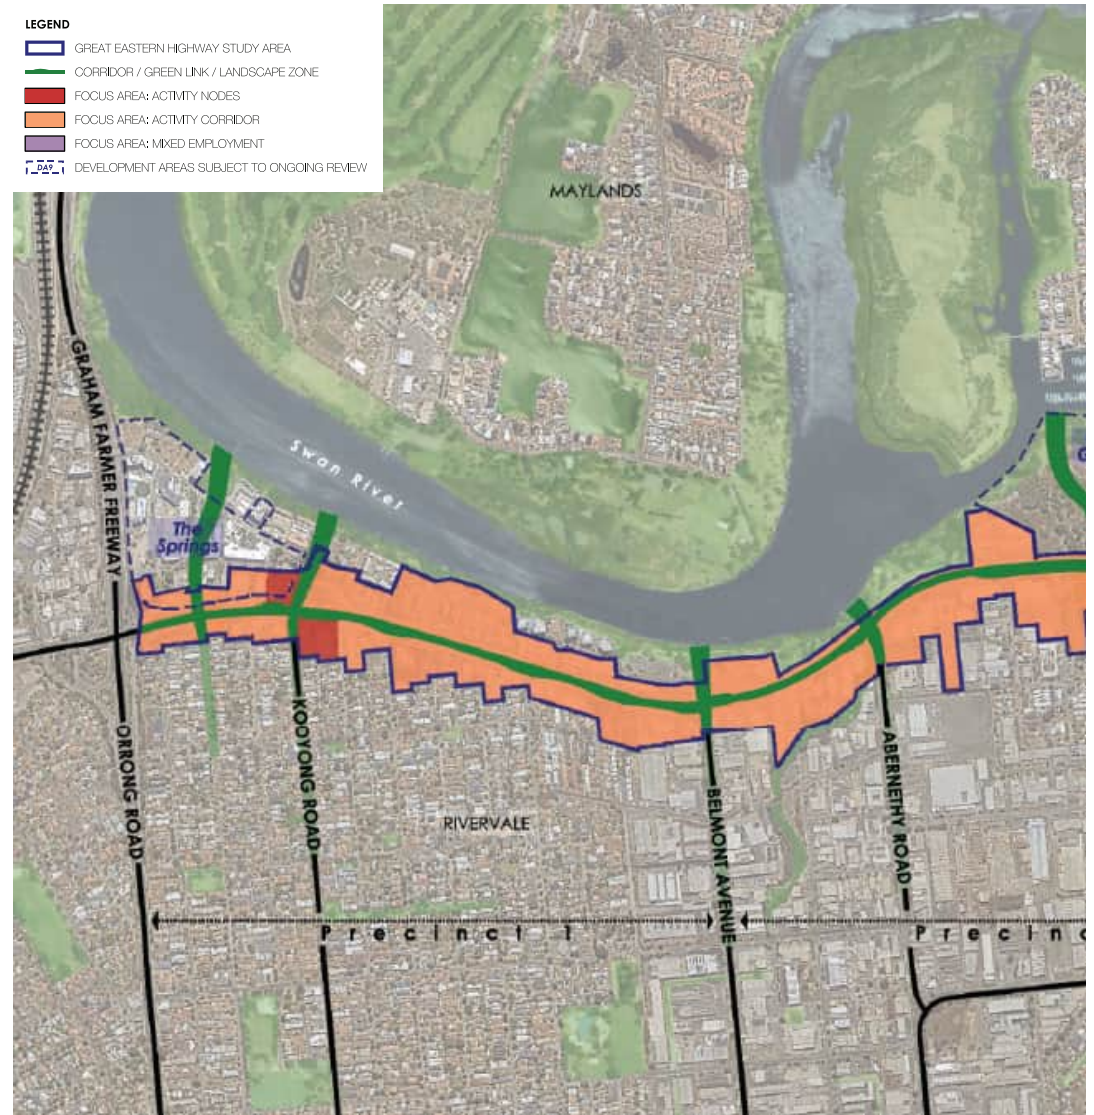 LEGEND
GREAT EASTERN HIGHWAY STUDY AREA
CORRIDOR / GREEN LINK / LANDSCAPE ZONE
FOCUS AREA: ACTIVITY NODES
FOCUS AREA: ACTIVITY CORRIDOR
FOCUS AREA: MIXED EMPLOYMENT
DA9 DEVELOPMENT AREAS SUBJECT TO ONGOING REVIEW
MAYLANDS
GRAHAM FARMER FREEWAY
Swan River
G
The
Springs
ORRONG ROAD
KOOYONG ROAD
BELMONT AVENUE
ABERNETHY ROAD
RIVERVALE
Precinct 1
Precinc